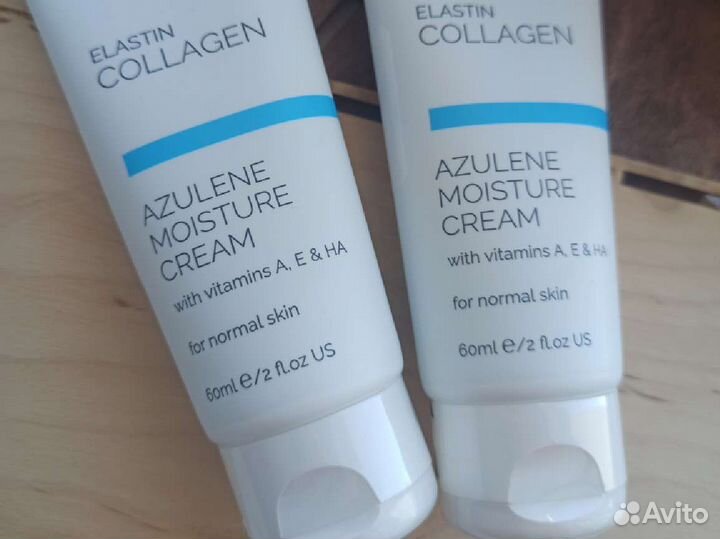 ELASTIN
COLLAGEN
AZULENE
MOISTURE
CREAM
with vitamins A, E & HA
for normal skin
60ml e/2 fl.oz US
ELASTIN
COLLAGEN
AZULENE
MOISTURE
CREAM
with vitamins A, E & HA
for normal skin
60ml e/2 fl.oz US
Avito